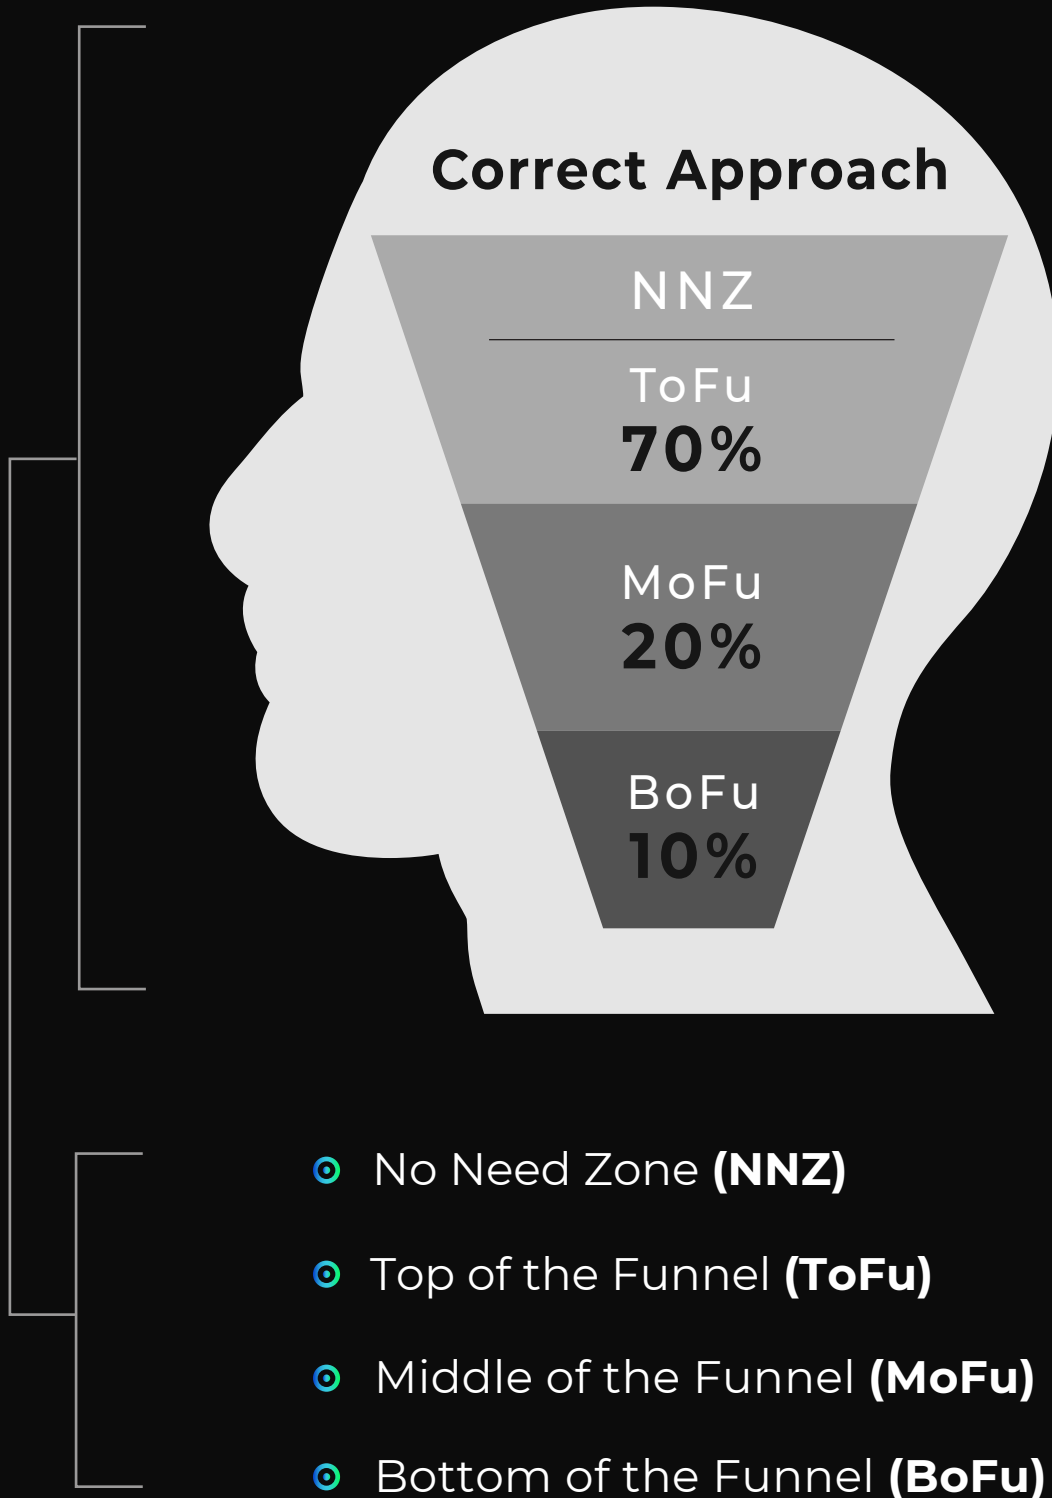 Correct Approach
NNZ
ToFu
70%
MoFu
20%
BoFu
10%
No Need Zone (NNZ)
Top of the Funnel (ToFu)
Middle of the Funnel (MoFu)
Bottom of the Funnel (BoFu)